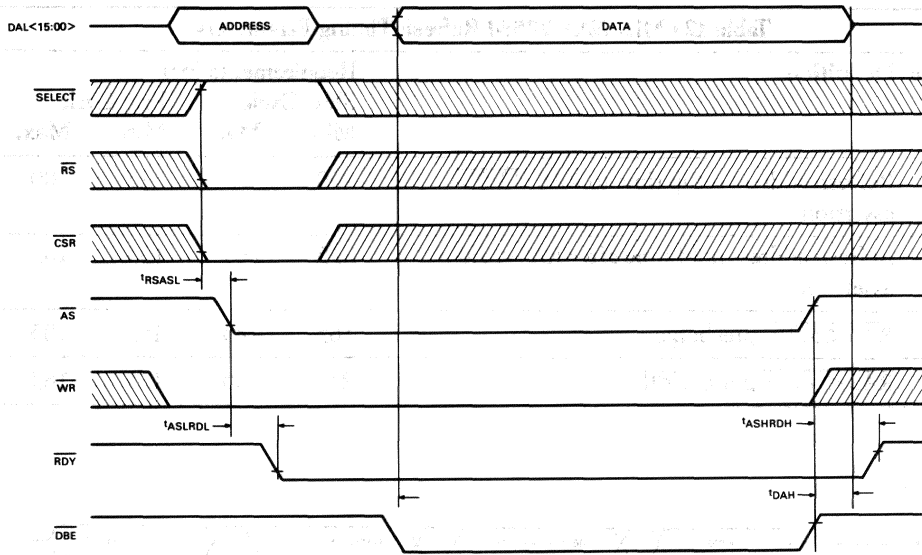 DAL<15:00>
ADDRESS
DATA
SELECT
RS
CSR
tRSASL
AS
WR
tASLRDL
tASHRDH
RDY
tDAH
DBE